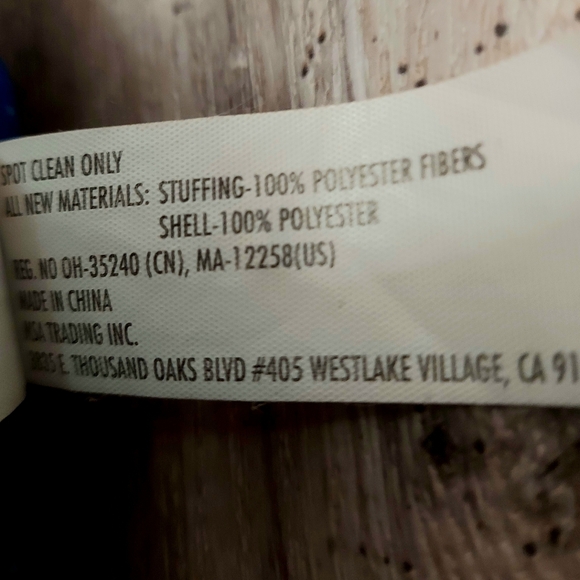 SPOT CLEAN ONLY
ALL NEW MATERIALS: STUFFING-100% POLYESTER FIBERS
SHELL-100% POLYESTER
REG. NO OH-35240 (CN), MA-12258(US)
MADE IN CHINA
TRADING INC.
E. THOUSAND OAKS BLVD #405 WESTLAKE VILLAGE, CA 91